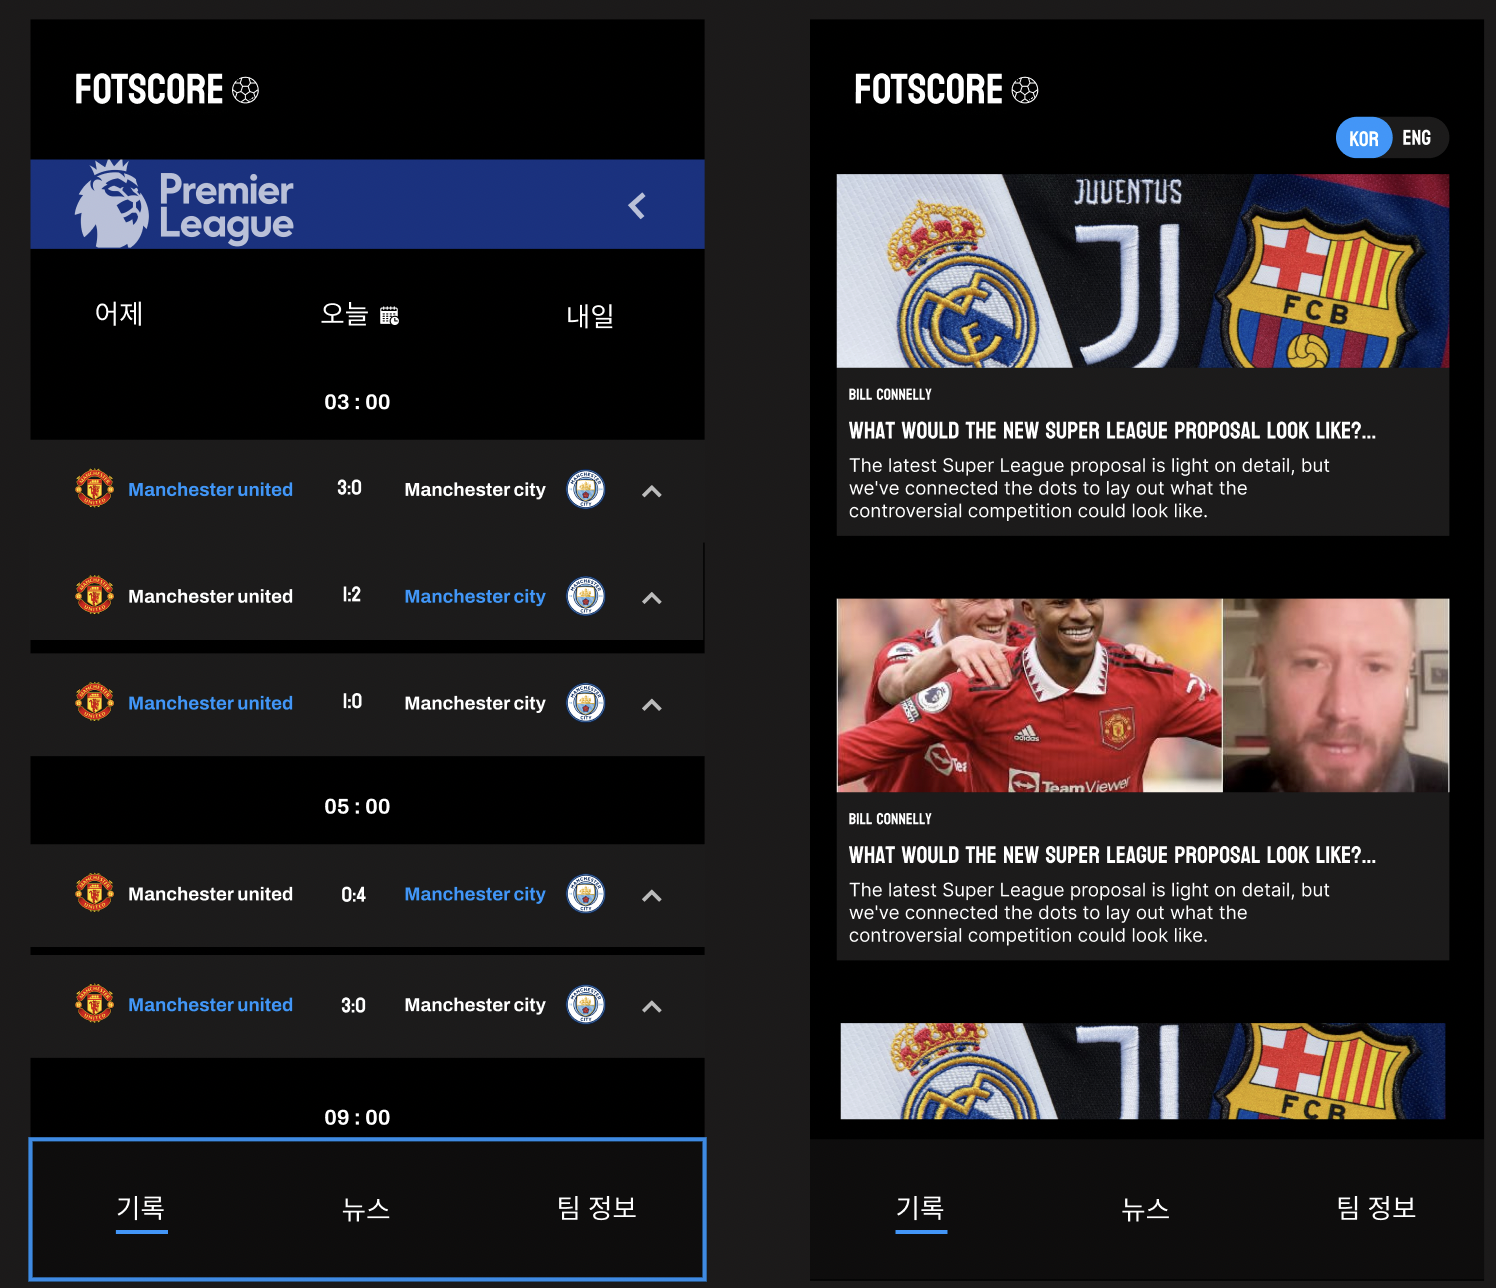 FOTSCORE
Premier
League
어제
오늘
내일
03 : 00
Manchester united
3:0
Manchester city
Manchester united
1:2
Manchester city
Manchester united
1:0
Manchester city
05 : 00
Manchester united
0:4
Manchester city
Manchester united
3:0
Manchester city
09 : 00
기록
뉴스
팀 정보
FOTSCORE
KOR
ENG
JUVENTUS
FCB
BILL CONNELLY
WHAT WOULD THE NEW SUPER LEAGUE PROPOSAL LOOK LIKE?...
The latest Super League proposal is light on detail, but
we've connected the dots to lay out what the
controversial competition could look like.
adidas
TeamViewer
BILL CONNELLY
WHAT WOULD THE NEW SUPER LEAGUE PROPOSAL LOOK LIKE?...
The latest Super League proposal is light on detail, but
we've connected the dots to lay out what the
controversial competition could look like.
FCB
기록
뉴스
팀 정보